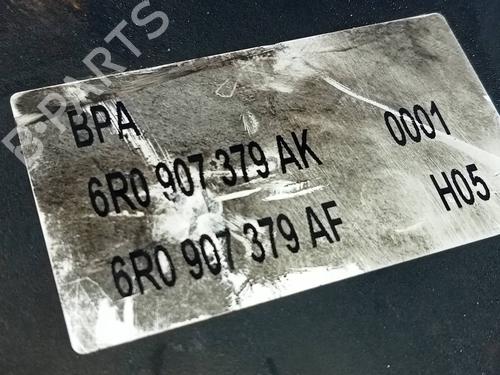 B-PARTS
BPA
6R0 907 379 AK 0001
6R0 907 379 AF H05